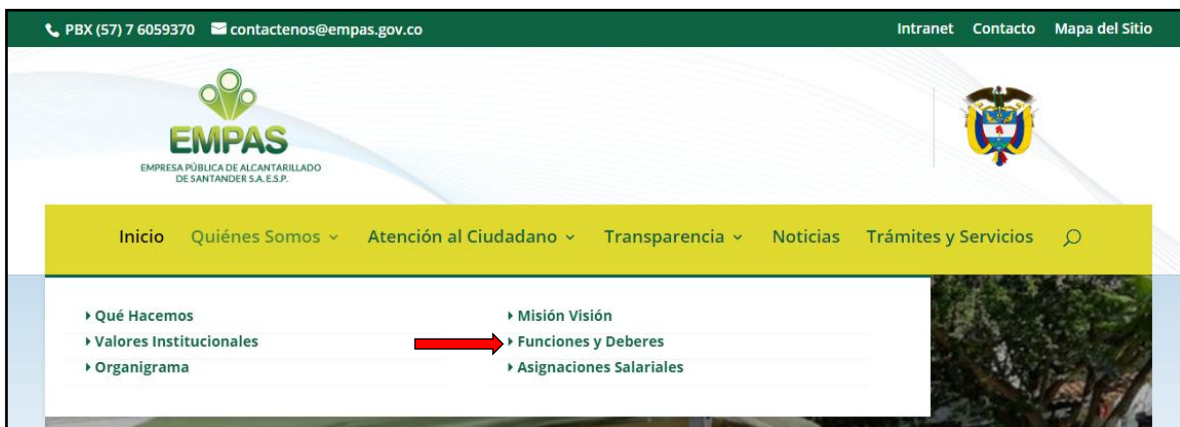 PBX (57) 7 6059370 contactenos@empas.gov.co Intranet Contacto Mapa del Sitio
EMPAS
EMPRESA PÚBLICA DE ALCANTARILLADO
DE SANTANDER S.A. E.S.P.
Inicio Quiénes Somos Atención al Ciudadano Transparencia Noticias Trámites y Servicios
Qué Hacemos
Valores Institucionales
Organigrama
Misión Visión
Funciones y Deberes
Asignaciones Salariales